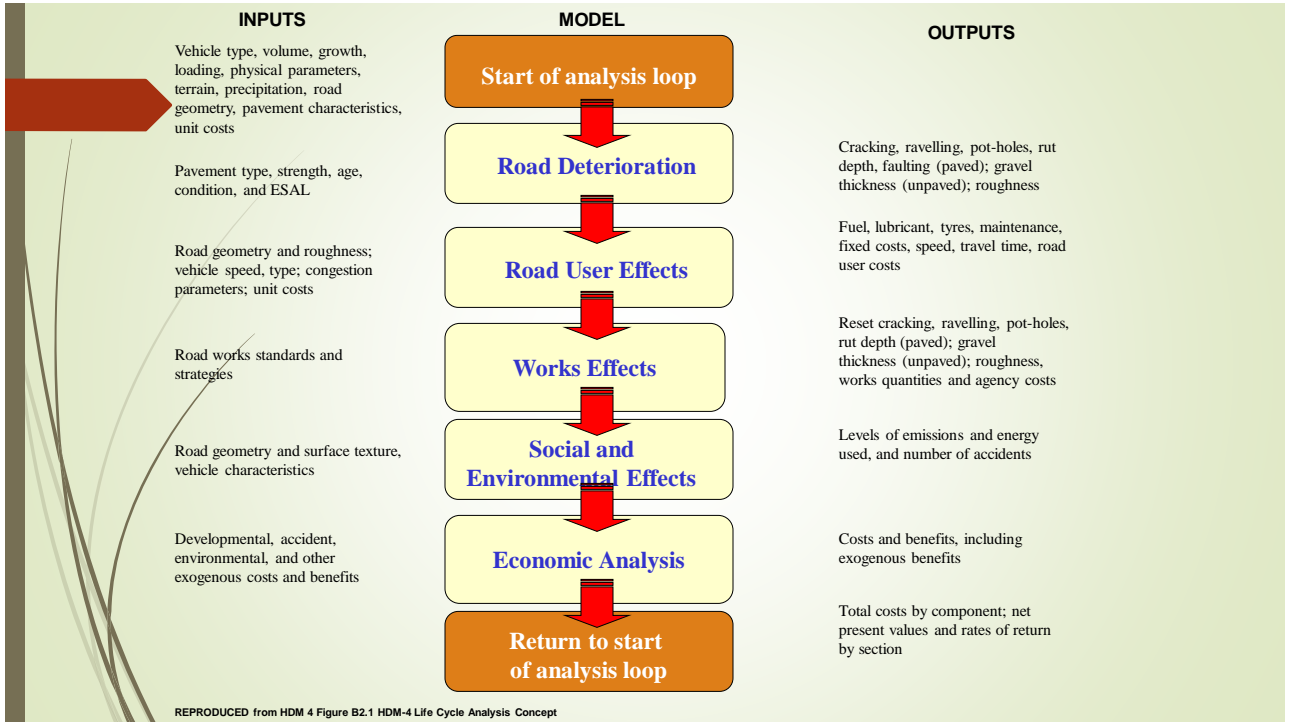 INPUTS
MODEL
OUTPUTS
Vehicle type, volume, growth,
loading, physical parameters,
terrain, precipitation, road
geometry, pavement characteristics,
unit costs
Start of analysis loop
Pavement type, strength, age,
condition, and ESAL
Road Deterioration
Cracking, ravelling, pot-holes, rut
depth, faulting (paved); gravel
thickness (unpaved); roughness
Road geometry and roughness;
vehicle speed, type; congestion
parameters; unit costs
Road User Effects
Fuel, lubricant, tyres, maintenance,
fixed costs, speed, travel time, road
user costs
Road works standards and
strategies
Works Effects
Reset cracking, ravelling, pot-holes,
rut depth (paved); gravel
thickness (unpaved); roughness,
works quantities and agency costs
Road geometry and surface texture,
vehicle characteristics
Social and
Environmental Effects
Levels of emissions and energy
used, and number of accidents
Developmental, accident,
environmental, and other
exogenous costs and benefits
Economic Analysis
Costs and benefits, including
exogenous benefits
Return to start
of analysis loop
Total costs by component; net
present values and rates of return
by section
REPRODUCED from HDM 4 Figure B2.1 HDM-4 Life Cycle Analysis Concept